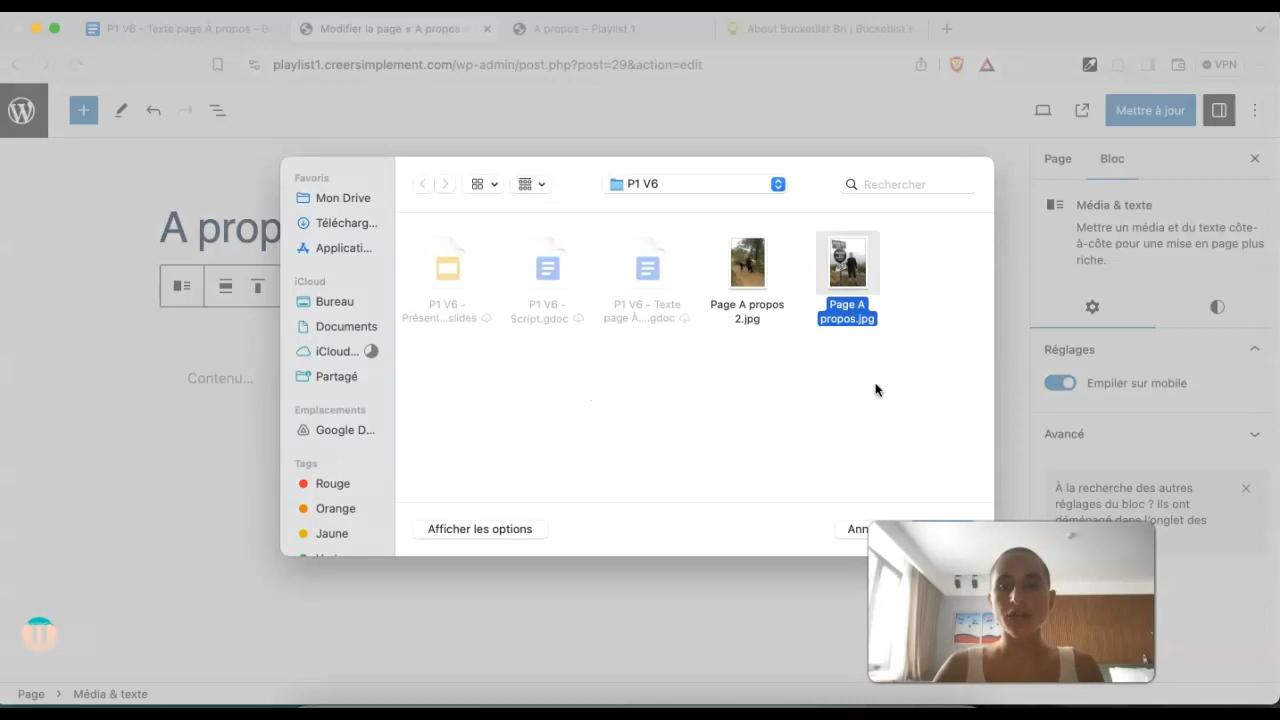 P1 V6 – Texte page À propos – G
Modifier la page « A propos
A propos – Playlist 1
About Bucketlist Bri | Bucketlist
playlist1.creersimplement.com/wp-admin/post.php?post=29&action=edit
VPN
Mettre à jour
Page
Bloc
A prop
Contenu…
Média & texte
Mettre un média et du texte côte-
à-côte pour une mise en page plus
riche.
Réglages
Empiler sur mobile
Avancé
À la recherche des autres
réglages du bloc ? Ils ont
déménagé dans l'onglet des
Favoris
Mon Drive
Télécharg...
Applicati...
iCloud
Bureau
Documents
iCloud...
Partagé
Emplacements
Google D...
Tags
Rouge
Orange
Jaune
P1 V6
Rechercher
P1 V6 -
Présent...slides
P1 V6 -
Script.gdoc
P1 V6 - Texte
page À....gdoc
Page A propos
2.jpg
Page A
propos.jpg
Afficher les options
Ann
Page > Média & texte